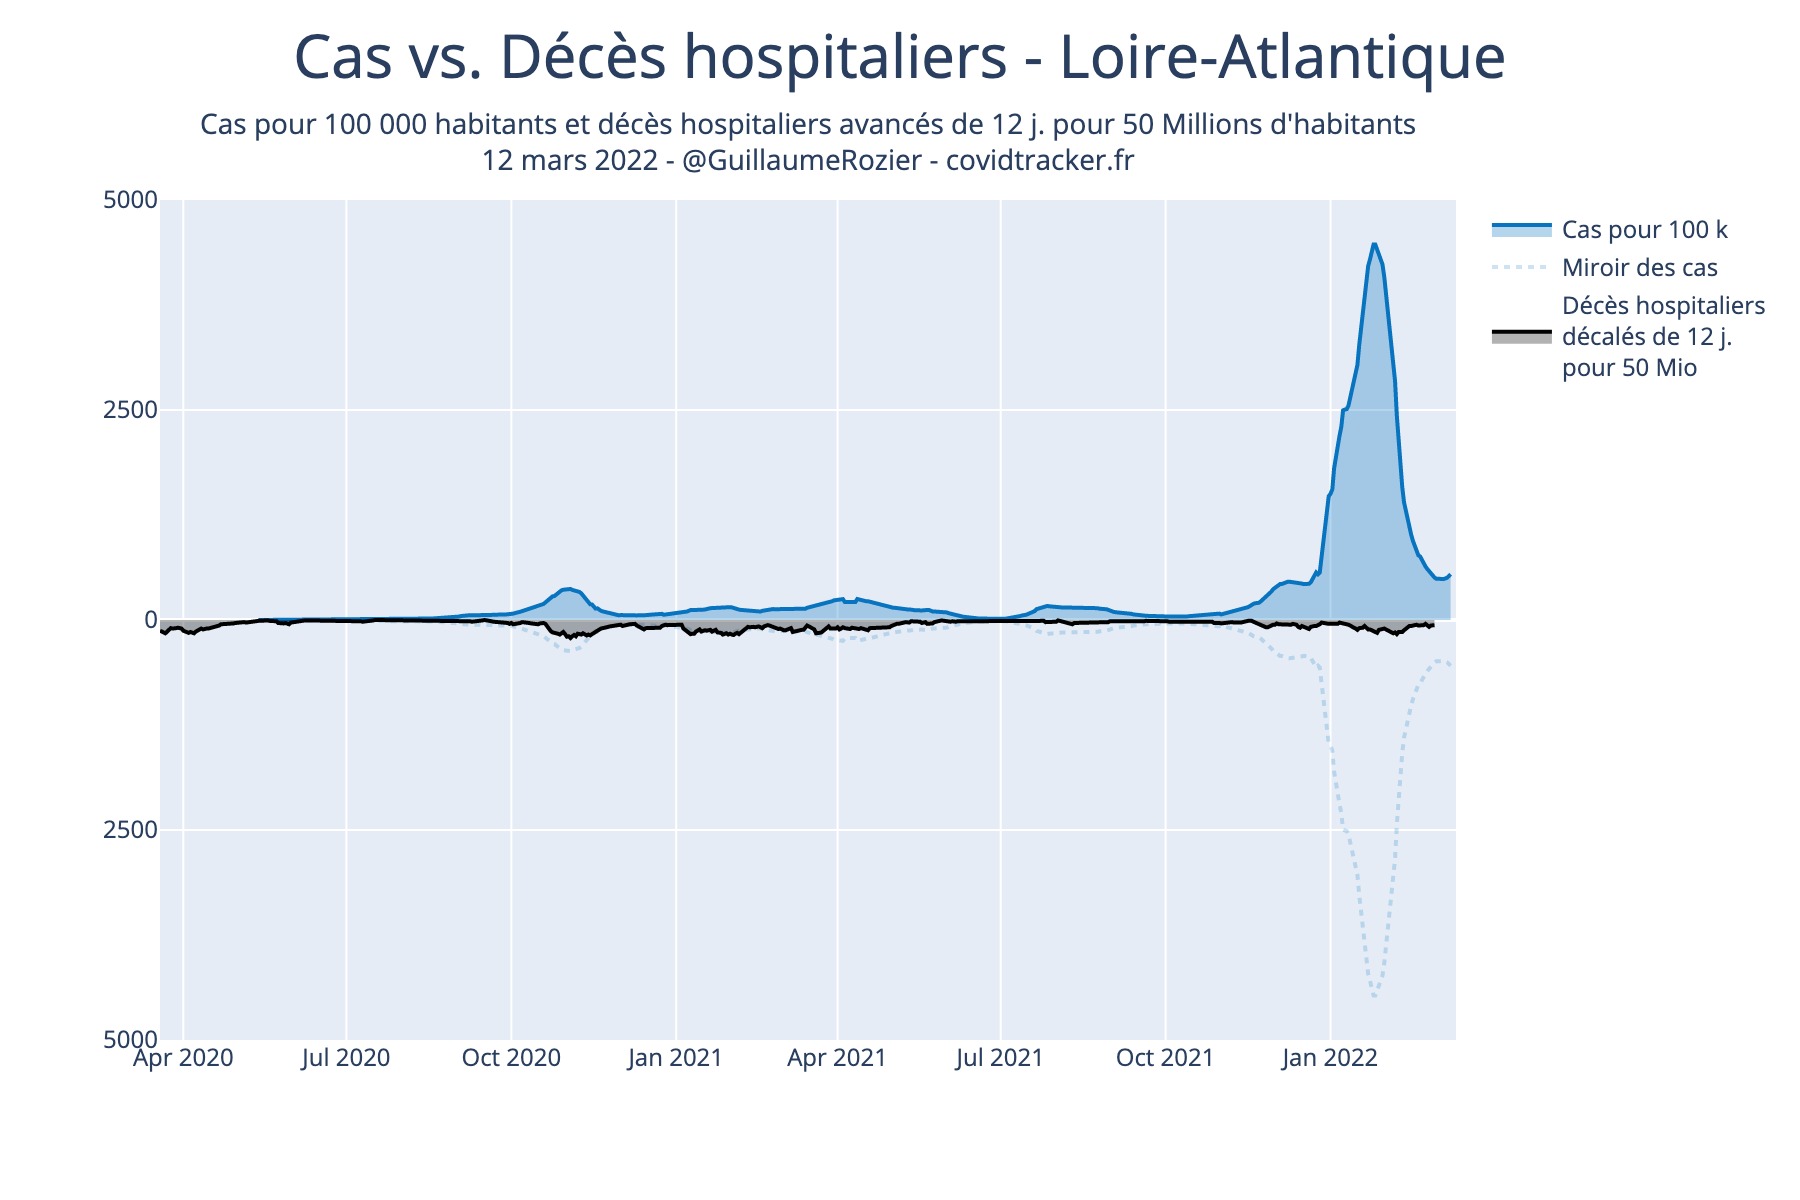 Cas vs. Décès hospitaliers - Loire-Atlantique
Cas pour 100 000 habitants et décès hospitaliers avancés de 12 j. pour 50 Millions d'habitants
12 mars 2022 - @GuillaumeRozier - covidtracker.fr
5000
2500
0
2500
5000
Apr 2020
Jul 2020
Oct 2020
Jan 2021
Apr 2021
Jul 2021
Oct 2021
Jan 2022
Cas pour 100 k
Miroir des cas
Décès hospitaliers
décalés de 12 j.
pour 50 Mio